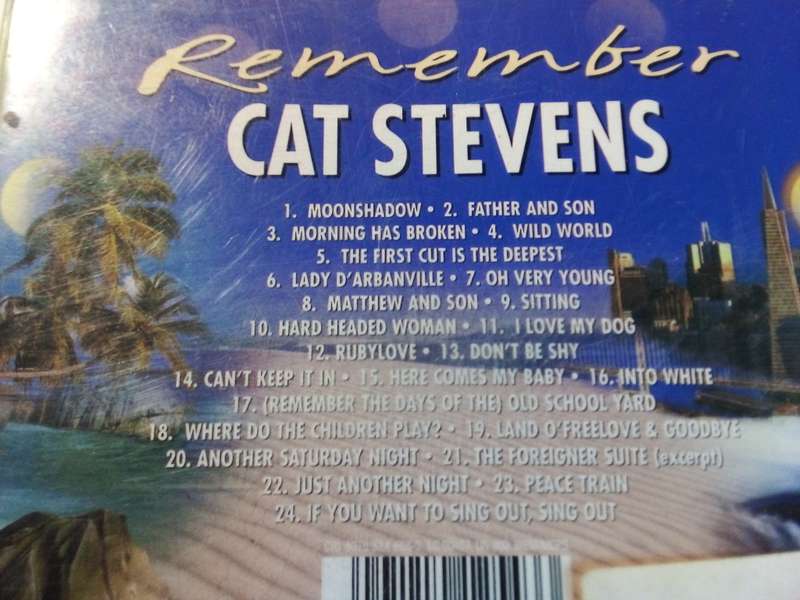 Remember
CAT STEVENS
1. MOONSHADOW • 2. FATHER AND SON
3. MORNING HAS BROKEN • 4. WILD WORLD
5. THE FIRST CUT IS THE DEEPEST
6. LADY D'ARBANVILLE • 7. OH VERY YOUNG
8. MATTHEW AND SON • 9. SITTING
10. HARD HEADED WOMAN • 11. I LOVE MY DOG
12. RUBYLOVE • 13. DON'T BE SHY
14. CAN'T KEEP IT IN • 15. HERE COMES MY BABY • 16. INTO WHITE
17. (REMEMBER THE DAYS OF THE) OLD SCHOOL YARD
18. WHERE DO THE CHILDREN PLAY? • 19. LAND O'FREELOVE & GOODBYE
20. ANOTHER SATURDAY NIGHT • 21. THE FOREIGNER SUITE (excerpt)
22. JUST ANOTHER NIGHT • 23. PEACE TRAIN
24. IF YOU WANT TO SING OUT, SING OUT